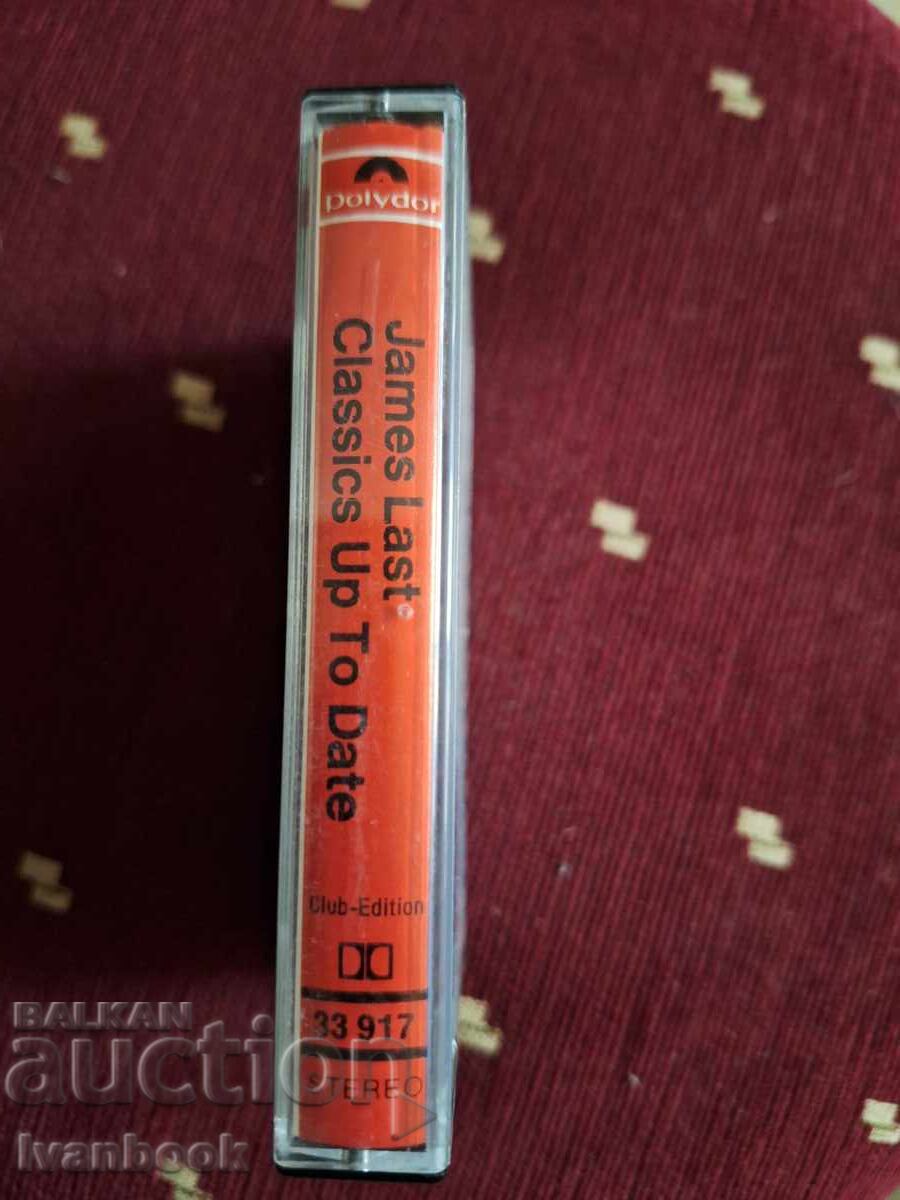 polydor
James Last
Classics Up To Date
Club-Edition
33 917
STEREO
BALKAN
auction
Ivanbook